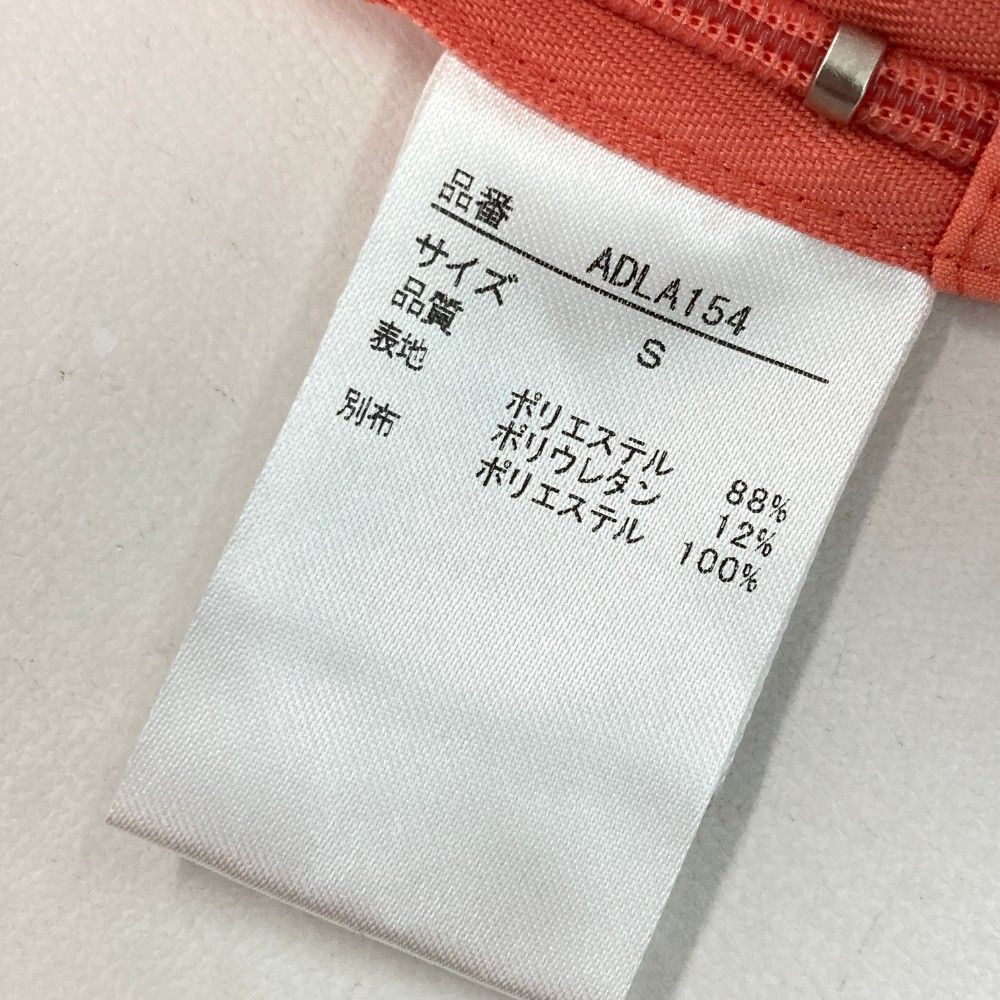 品番 ADLA154
サイズ S
品質
表地 ポリエステル 88%
ポリウレタン 12%
別布 ポリエステル 100%